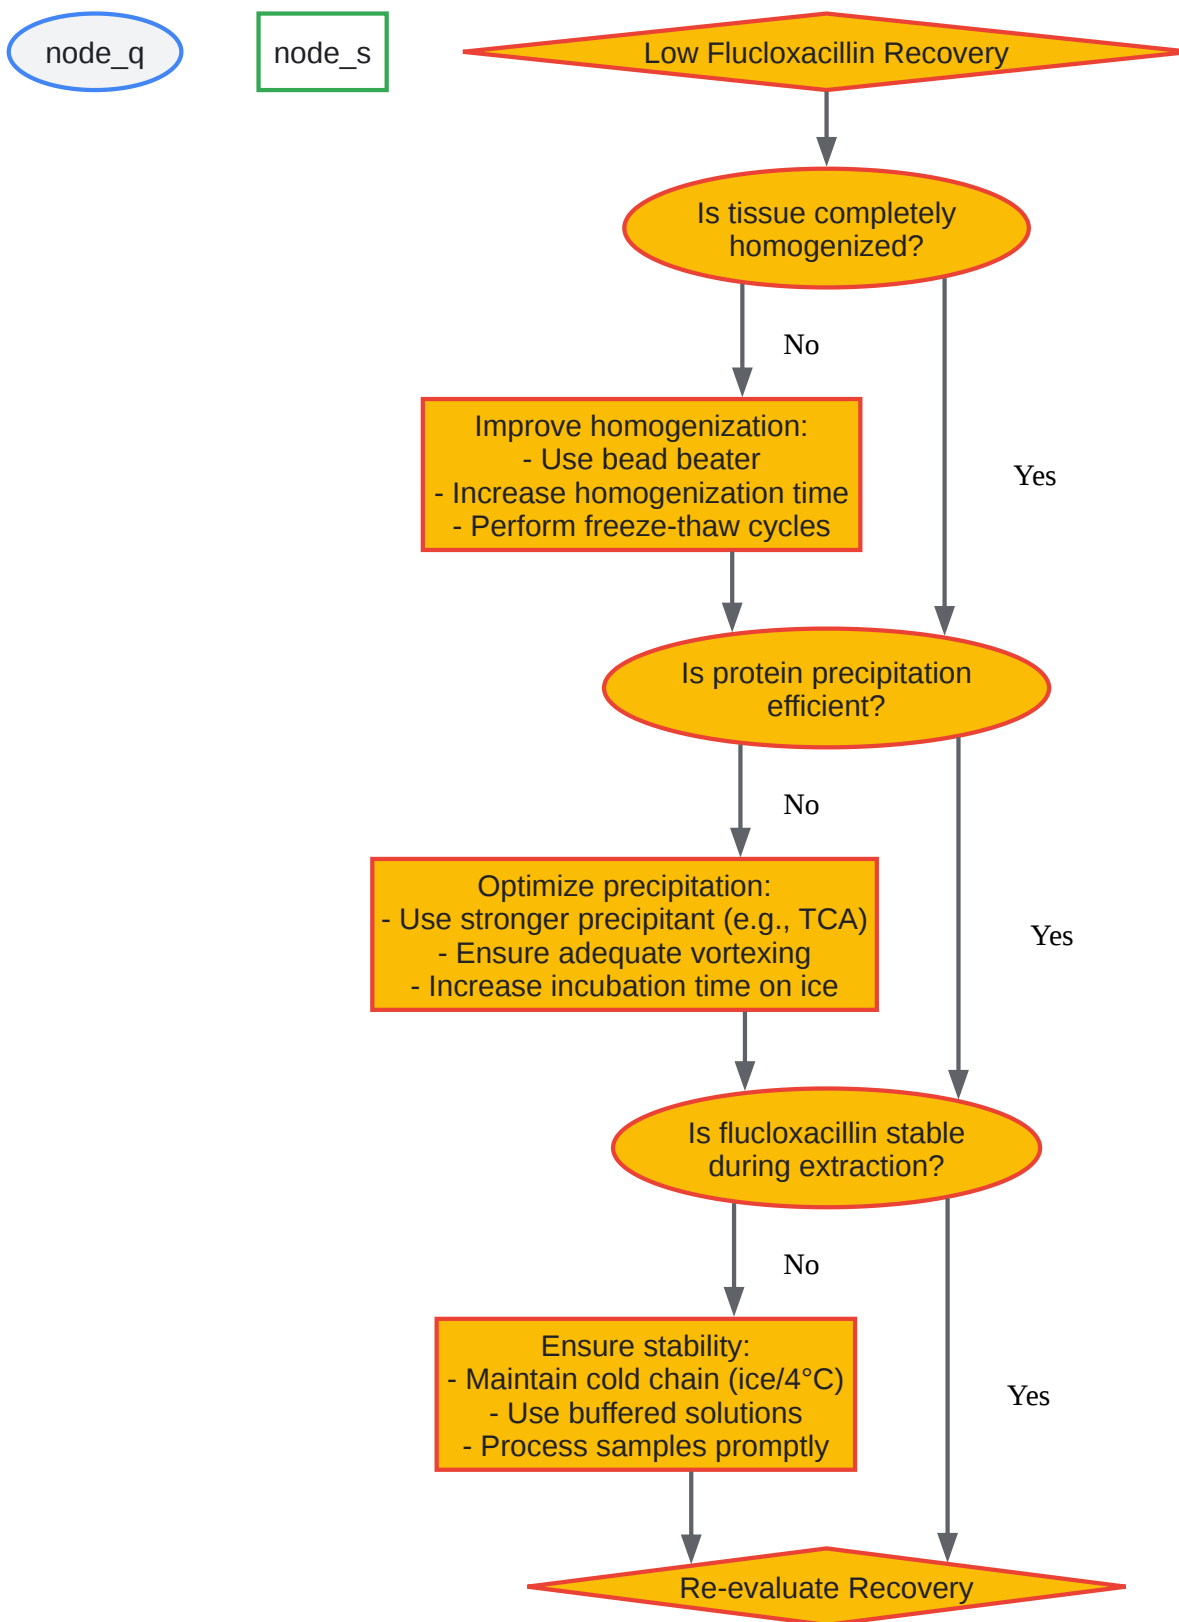 node_q
node_s
Low Flucloxacillin Recovery
Is tissue completely
homogenized?
No
Improve homogenization:
- Use bead beater
- Increase homogenization time
- Perform freeze-thaw cycles
Yes
Is protein precipitation
efficient?
No
Optimize precipitation:
- Use stronger precipitant (e.g., TCA)
- Ensure adequate vortexing
- Increase incubation time on ice
Yes
Is flucloxacillin stable
during extraction?
No
Ensure stability:
- Maintain cold chain (ice/4°C)
- Use buffered solutions
- Process samples promptly
Yes
Re-evaluate Recovery